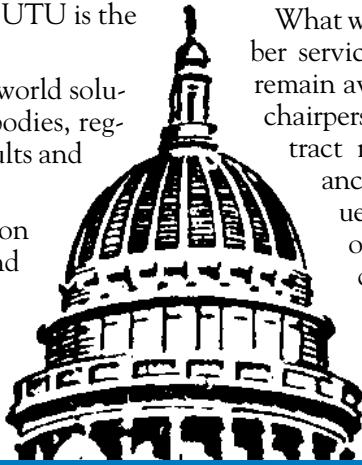 UTU is the
world solu-
bodies, reg-
ults and
on
nd
What w
ber servic
remain av
chairpers
tract r
anc
ue
o